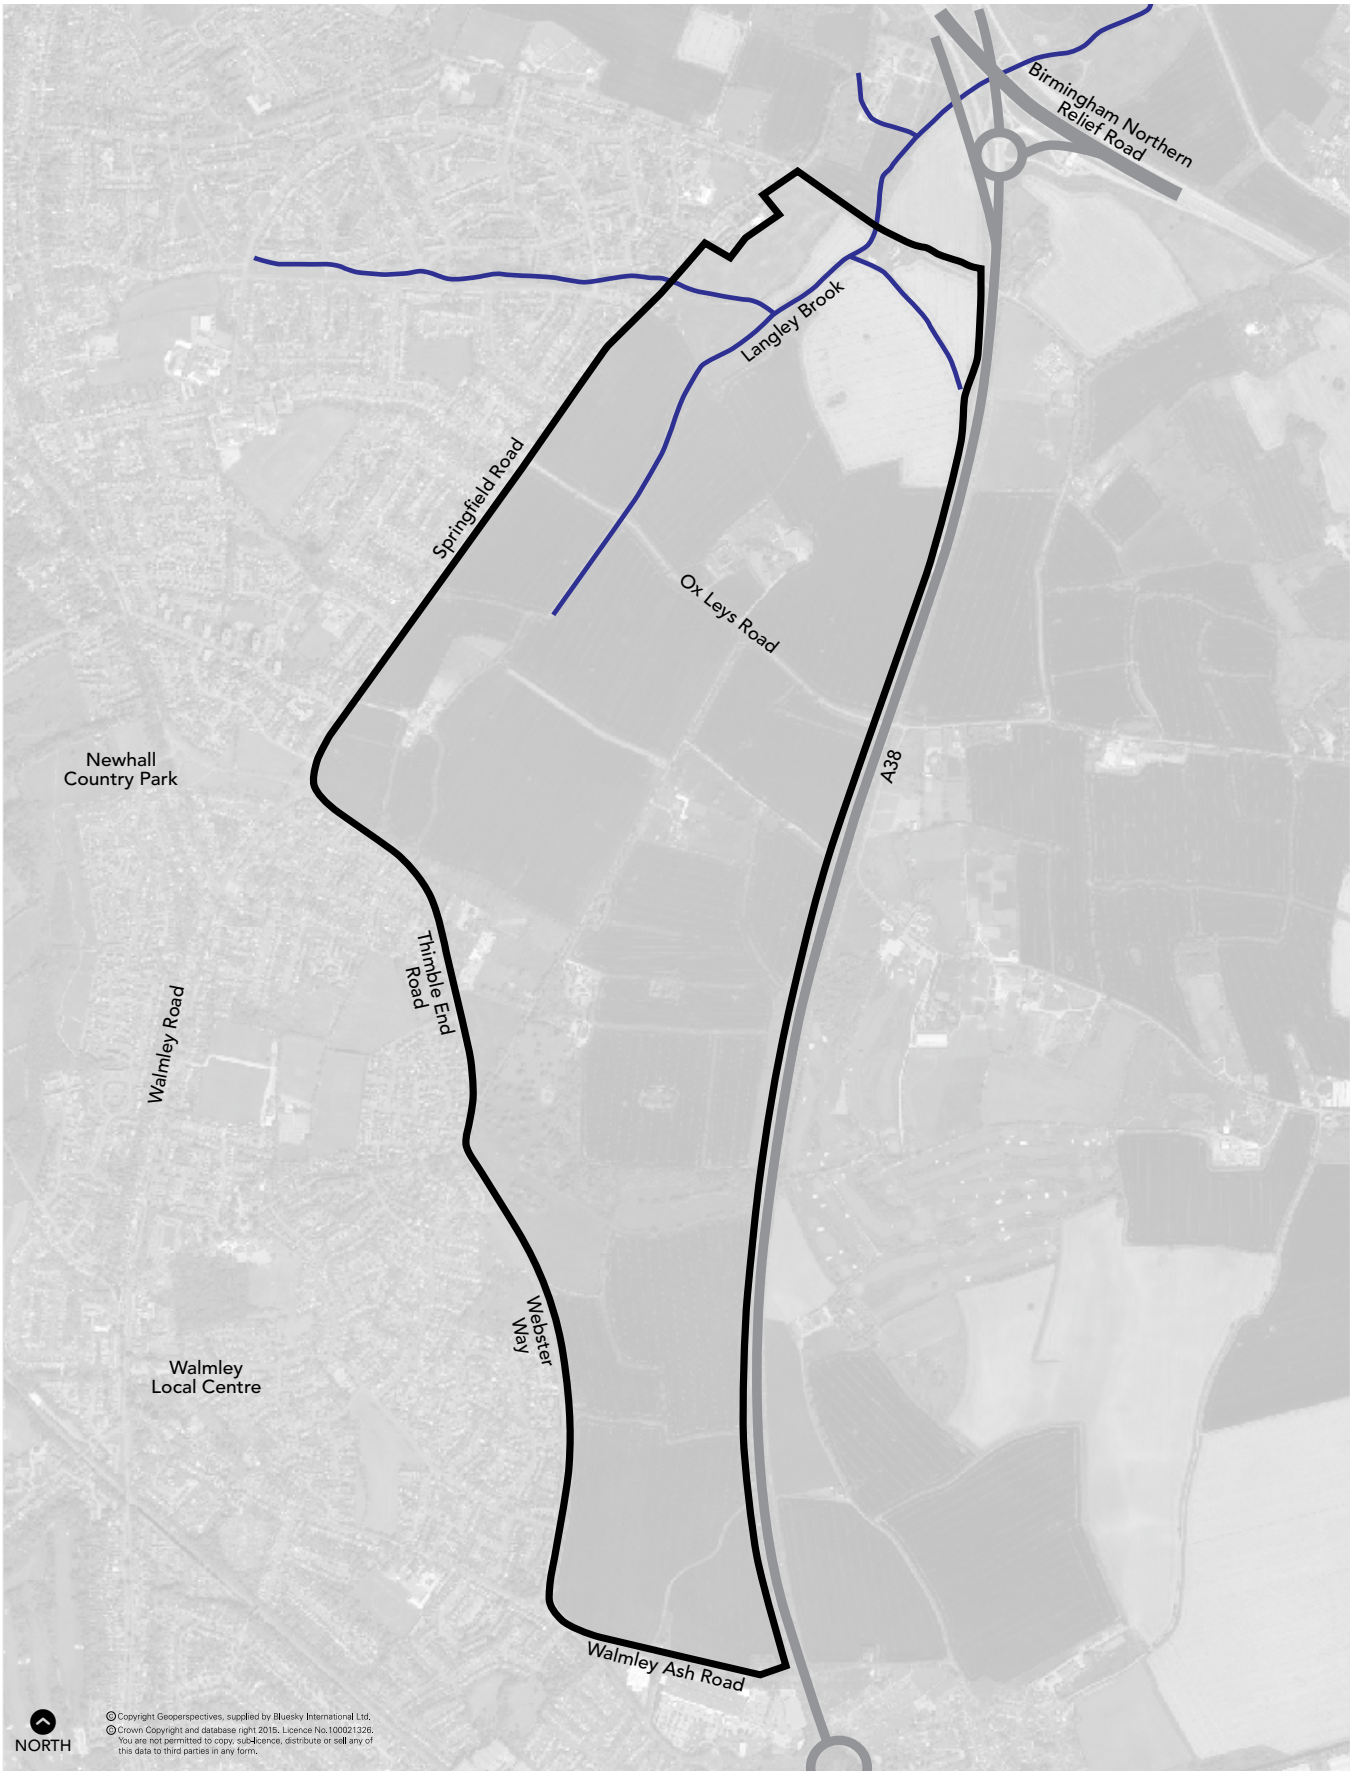 Birmingham Northern
Relief Road
Langley Brook
Springfield Road
Ox Leys Road
A38
Newhall
Country Park
Thimble End
Road
Walmley Road
Webster
Way
Walmley
Local Centre
Walmley Ash Road
NORTH
© Copyright Geoperspectives, supplied by Bluesky International Ltd.
© Crown Copyright and database right 2015. Licence No.100021326.
You are not permitted to copy, sub-licence, distribute or sell any of
this data to third parties in any form.